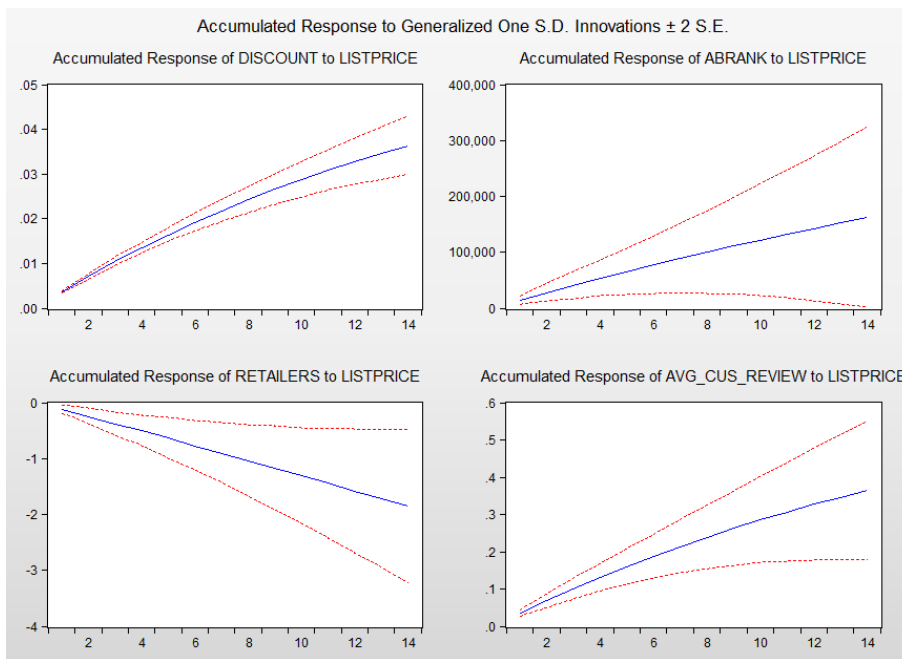 Accumulated Response to Generalized One S.D. Innovations ± 2 S.E.
Accumulated Response of DISCOUNT to LISTPRICE
.05
.04
.03
.02
.01
.00
2 4 6 8 10 12 14
Accumulated Response of ABRANK to LISTPRICE
400,000
300,000
200,000
100,000
0
2 4 6 8 10 12 14
Accumulated Response of RETAILERS to LISTPRICE
0
-1
-2
-3
-4
2 4 6 8 10 12 14
Accumulated Response of AVG_CUS_REVIEW to LISTPRICE
.6
.5
.4
.3
.2
.1
.0
2 4 6 8 10 12 14